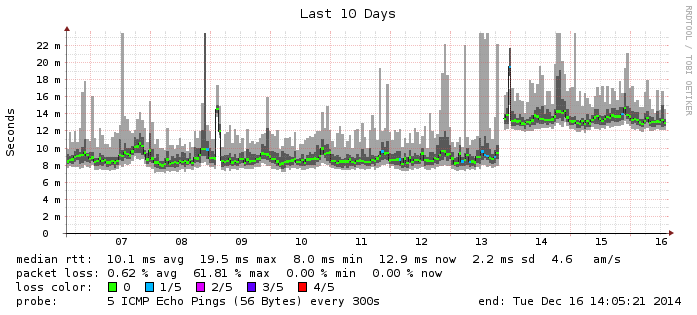 Last 10 Days
RRDTOOL / TOBI OETIKER
Seconds
22 m
20 m
18 m
16 m
14 m
12 m
10 m
8 m
6 m
4 m
2 m
0
07 08 09 10 11 12 13 14 15 16
median rtt: 10.1 ms avg 19.5 ms max 8.0 ms min 12.9 ms now 2.2 ms sd 4.6 am/s
packet loss: 0.62 % avg 61.81 % max 0.00 % min 0.00 % now
loss color: 0 1/5 2/5 3/5 4/5
probe: 5 ICMP Echo Pings (56 Bytes) every 300s end: Tue Dec 16 14:05:21 2014